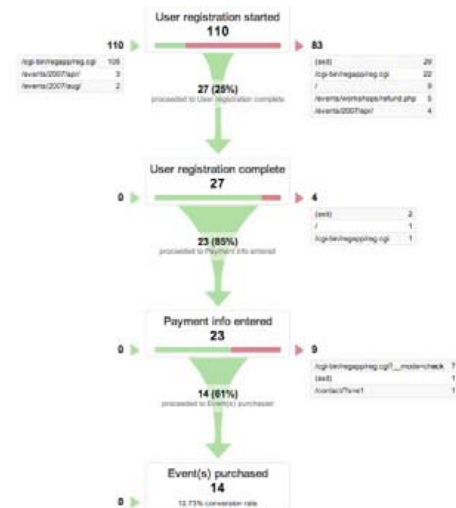 User registration started
110
110
83
/cgi-bin/regapp/reg.cgi 105
/events/2007/apr/ 3
/events/2007/aug/ 2
(exit) 29
/cgi-bin/regapp/reg.cgi 22
/ 9
/events/workshops/refund.php 5
/events/2007/apr/ 4
27 (25%)
proceeded to User registration complete
User registration complete
27
0
4
(exit) 2
/ 1
/cgi-bin/regapp/reg.cgi 1
23 (85%)
proceeded to Payment info entered
Payment info entered
23
0
9
/cgi-bin/regapp/reg.cgi?__mode=check 7
(exit) 1
/contact/?s=e1 1
14 (61%)
proceeded to Event(s) purchased
Event(s) purchased
14
0
12.73% conversion rate